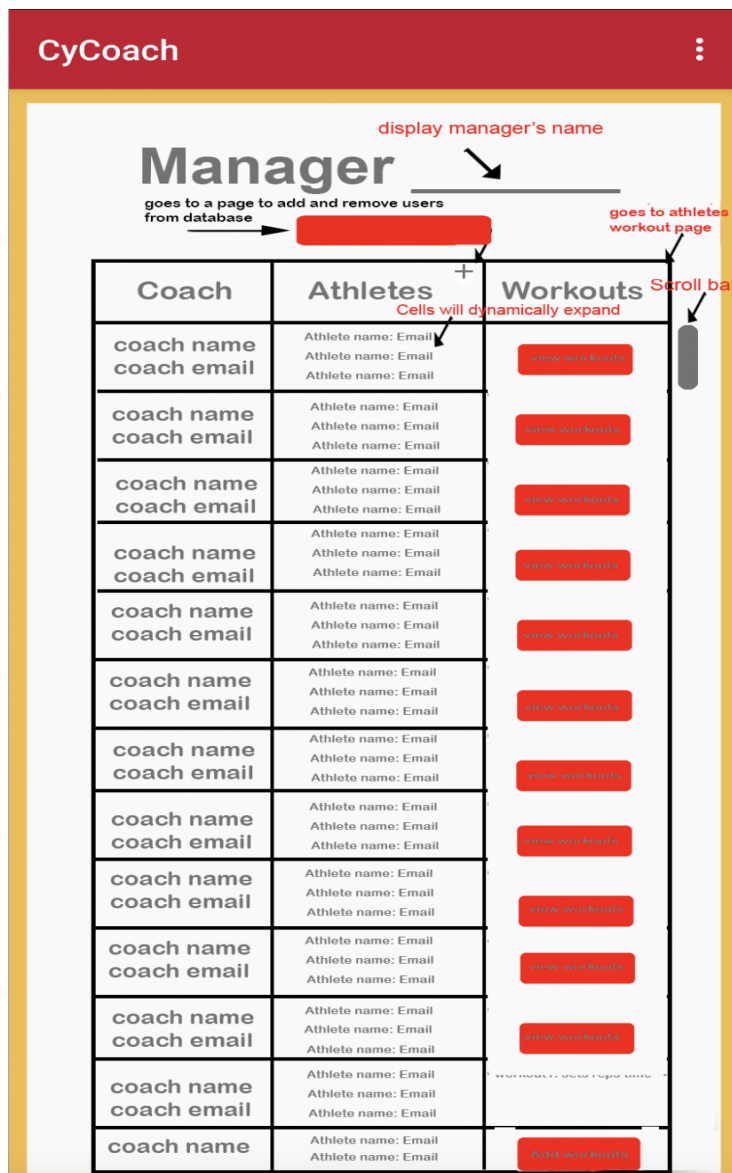 CyCoach
display manager's name
Manager
goes to a page to add and remove users
from database
goes to athletes
workout page
+
Coach Athletes Workouts
Scroll ba
Cells will dynamically expand
coach name
coach email
Athlete name: Email
Athlete name: Email
Athlete name: Email
view workouts
coach name
coach email
Athlete name: Email
Athlete name: Email
Athlete name: Email
view workouts
coach name
coach email
Athlete name: Email
Athlete name: Email
Athlete name: Email
view workouts
coach name
coach email
Athlete name: Email
Athlete name: Email
Athlete name: Email
view workouts
coach name
coach email
Athlete name: Email
Athlete name: Email
Athlete name: Email
view workouts
coach name
coach email
Athlete name: Email
Athlete name: Email
Athlete name: Email
view workouts
coach name
coach email
Athlete name: Email
Athlete name: Email
Athlete name: Email
view workouts
coach name
coach email
Athlete name: Email
Athlete name: Email
Athlete name: Email
view workouts
coach name
coach email
Athlete name: Email
Athlete name: Email
Athlete name: Email
view workouts
coach name
coach email
Athlete name: Email
Athlete name: Email
Athlete name: Email
view workouts
coach name
coach email
Athlete name: Email
Athlete name: Email
Athlete name: Email
view workouts
coach name
coach email
Athlete name: Email
Athlete name: Email
Athlete name: Email
sets reps time
coach name
Athlete name: Email
Athlete name: Email
Add workouts